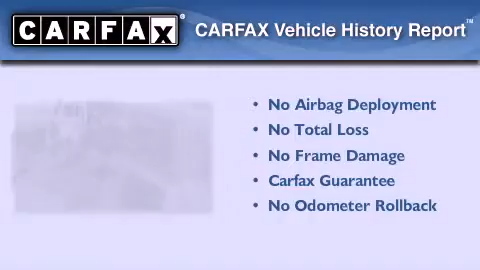 CARFAX® CARFAX Vehicle History Report™
• No Airbag Deployment
• No Total Loss
• No Frame Damage
• Carfax Guarantee
• No Odometer Rollback